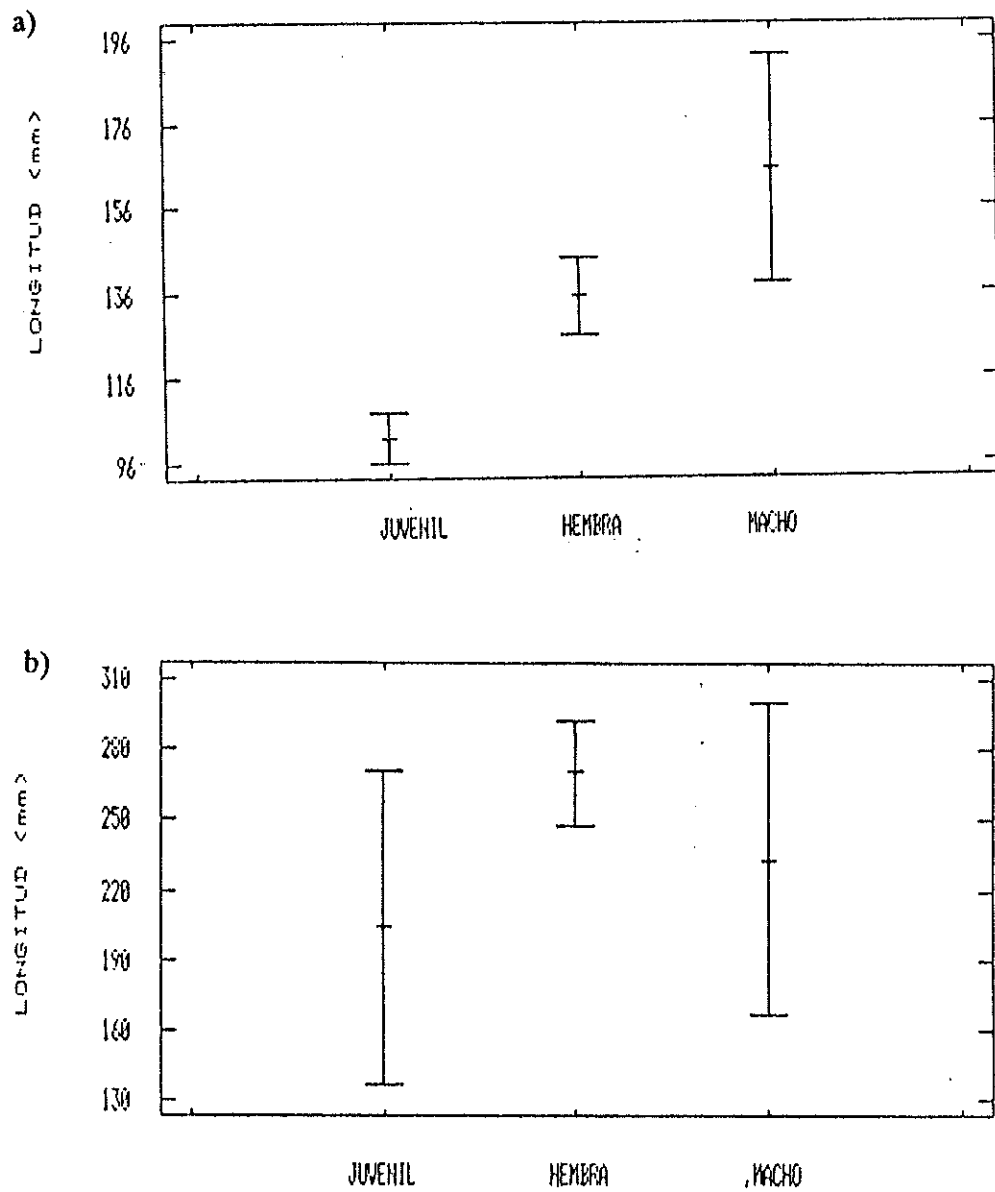 a)
196
176
156
136
116
96
LONGITUD <mm>
JUVENIL HEMBRA MACHO
b)
310
280
250
220
190
160
130
LONGITUD <mm>
JUVENIL HEMBRA MACHO